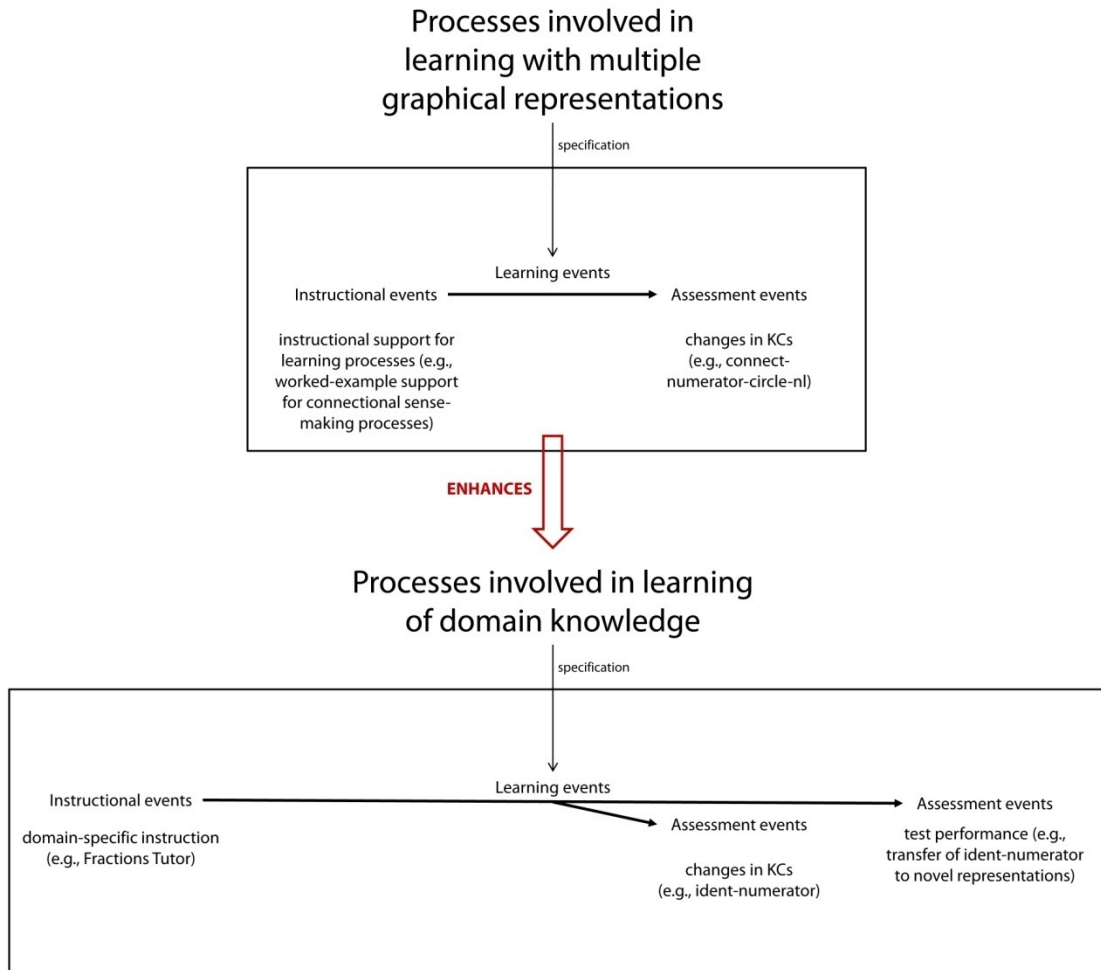 Processes involved in
learning with multiple
graphical representations
specification
Learning events
Instructional events
Assessment events
instructional support for
learning processes (e.g.,
worked-example support
for connectional sense-
making processes)
changes in KCs
(e.g., connect-
numerator-circle-nl)
ENHANCES
Processes involved in learning
of domain knowledge
specification
Learning events
Instructional events
domain-specific instruction
(e.g., Fractions Tutor)
Assessment events
changes in KCs
(e.g., ident-numerator)
Assessment events
test performance (e.g.,
transfer of ident-numerator
to novel representations)